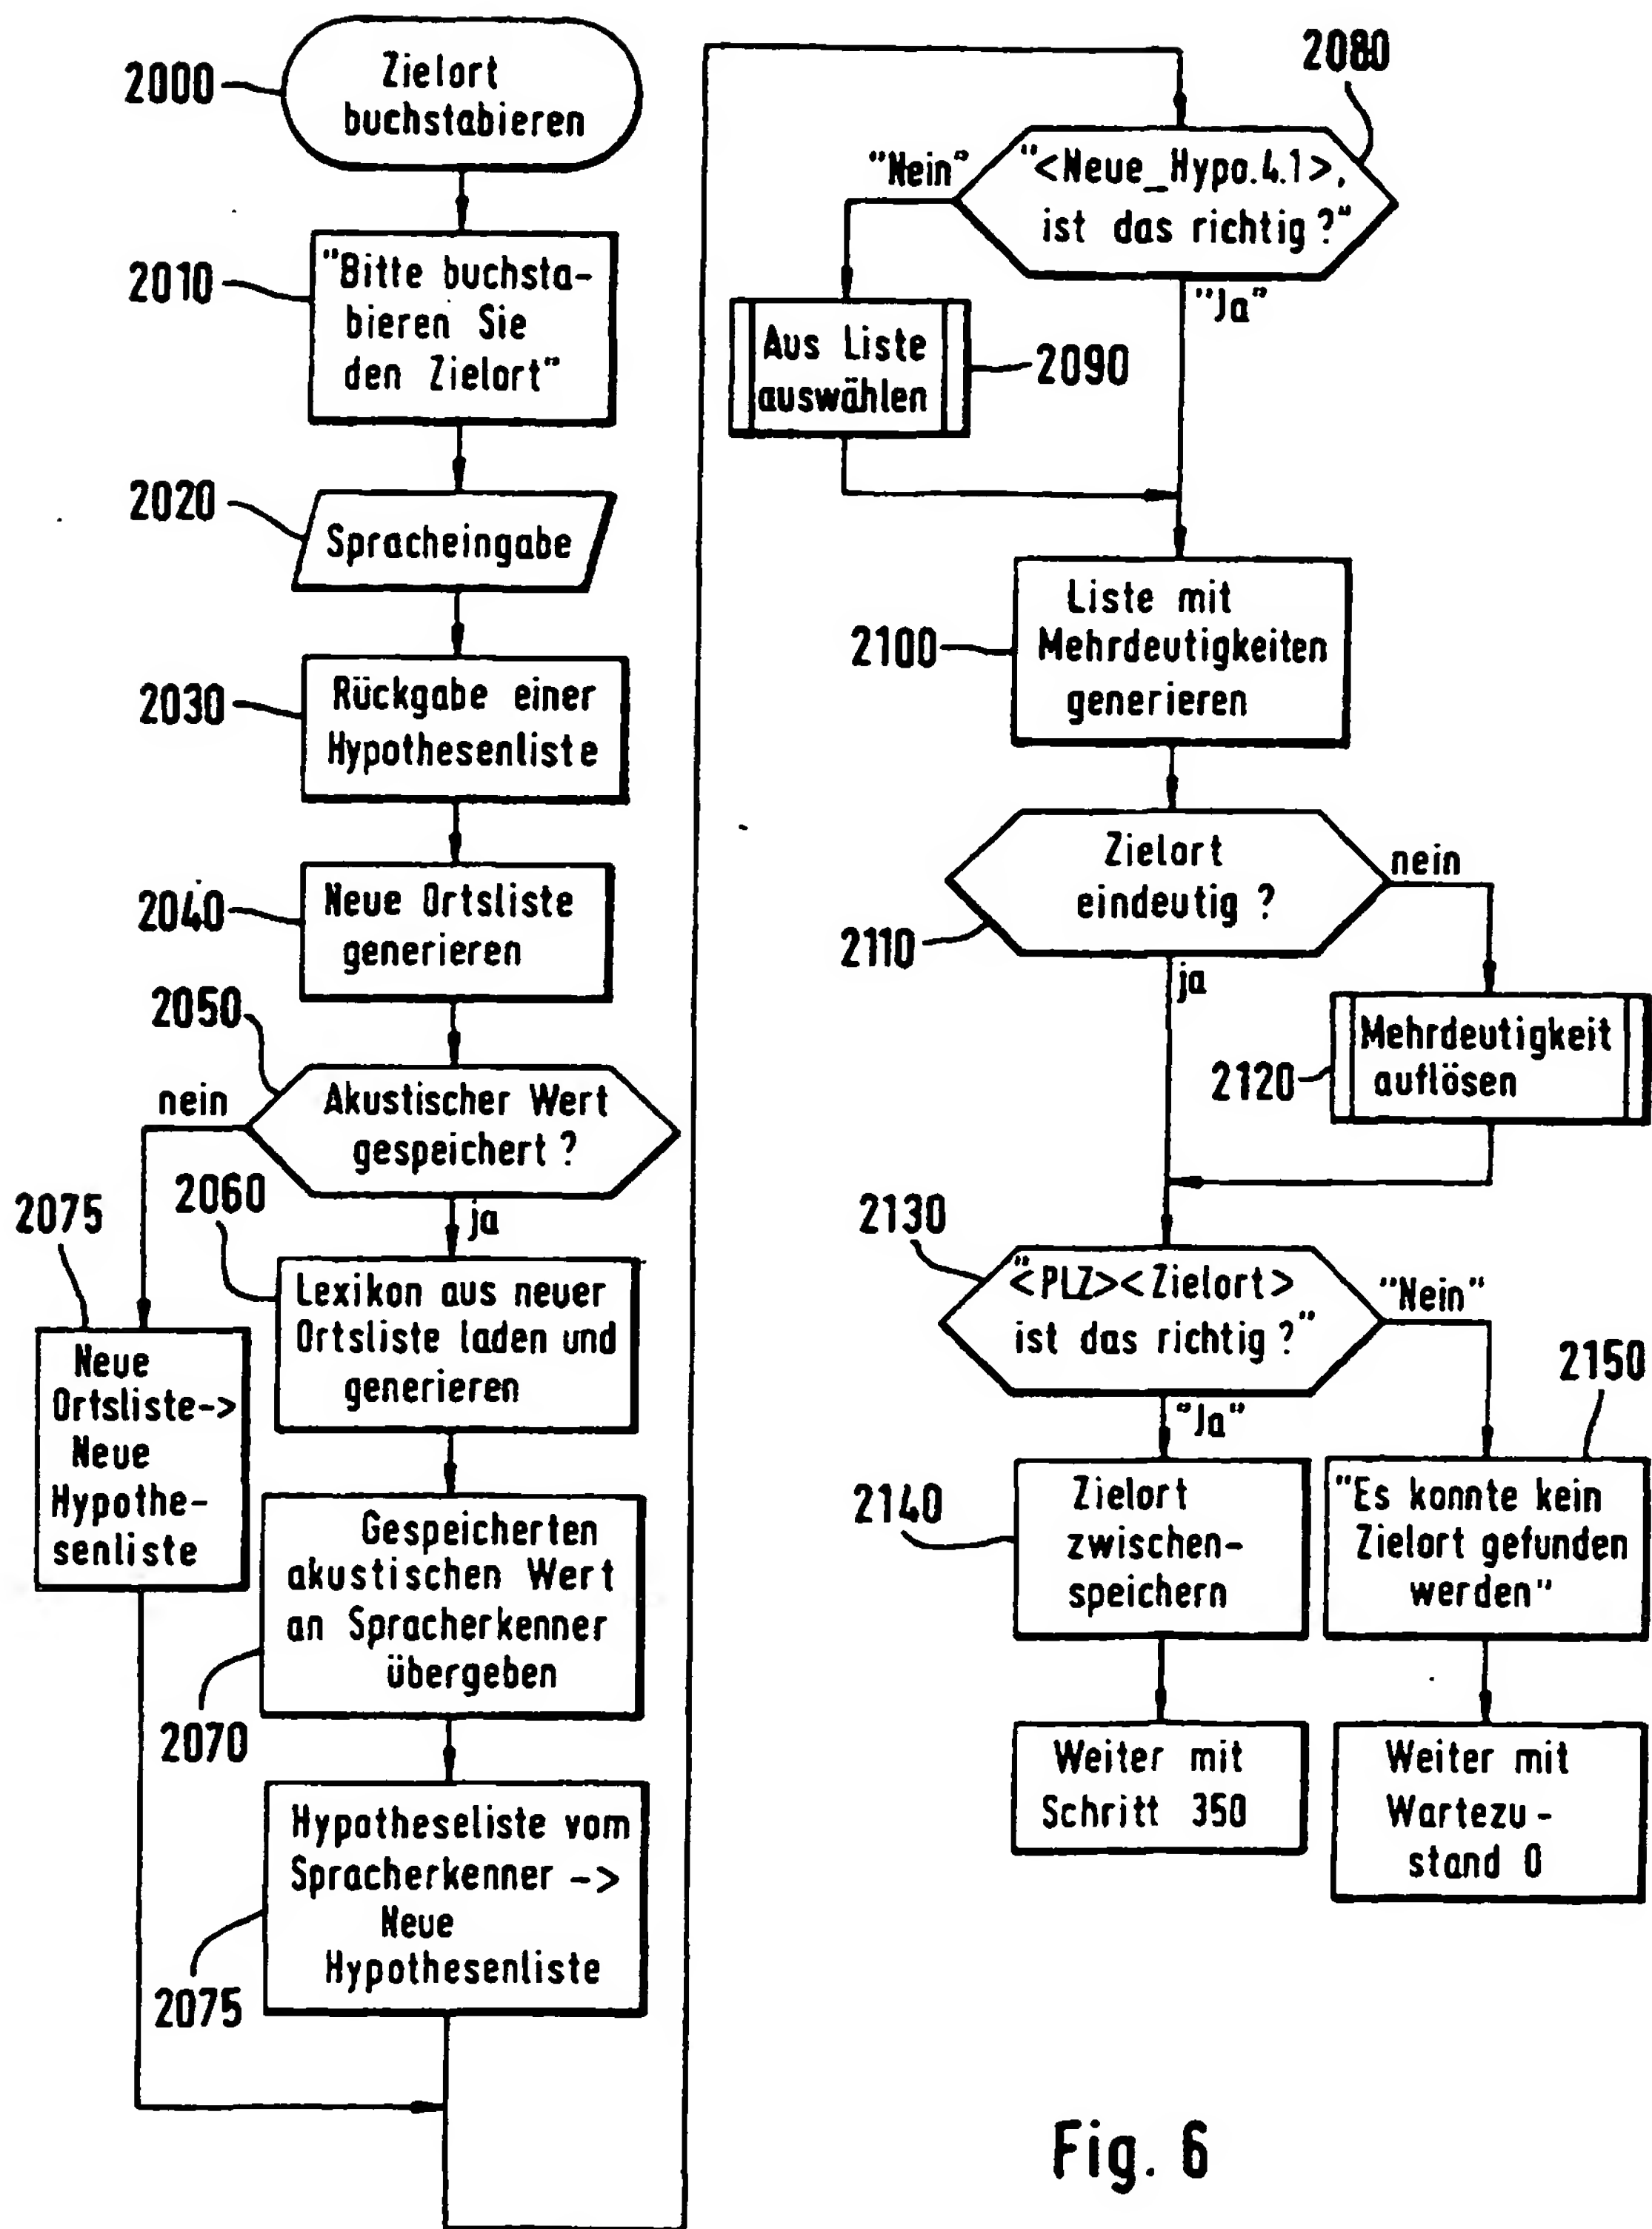 2000
Zielort
buchstabieren
2010
"Bitte buchsta-
bieren Sie
den Zielort"
2020
Spracheingabe
2030
Rückgabe einer
Hypothesenliste
2040
Neue Ortsliste
generieren
2050
nein
Akustischer Wert
gespeichert ?
ja
2075
Neue
Ortsliste->
Neue
Hypothe-
senliste
2060
Lexikon aus neuer
Ortsliste laden und
generieren
Gespeicherten
akustischen Wert
an Spracherkenner
übergeben
2070
Hypotheseliste vom
Spracherkenner ->
Neue
Hypothesenliste
2075
2080
"<Neue_Hypo.4.1>,
ist das richtig ?"
"Nein"
"Ja"
Aus Liste
auswählen
2090
2100
Liste mit
Mehrdeutigkeiten
generieren
Zielort
eindeutig ?
2110
nein
ja
Mehrdeutigkeit
auflösen
2120
2130
"<PLZ><Zielort>
ist das richtig ?"
"Nein"
"Ja"
2140
Zielort
zwischen-
speichern
2150
"Es konnte kein
Zielort gefunden
werden"
Weiter mit
Schritt 350
Weiter mit
Wartezu-
stand 0
Fig. 6